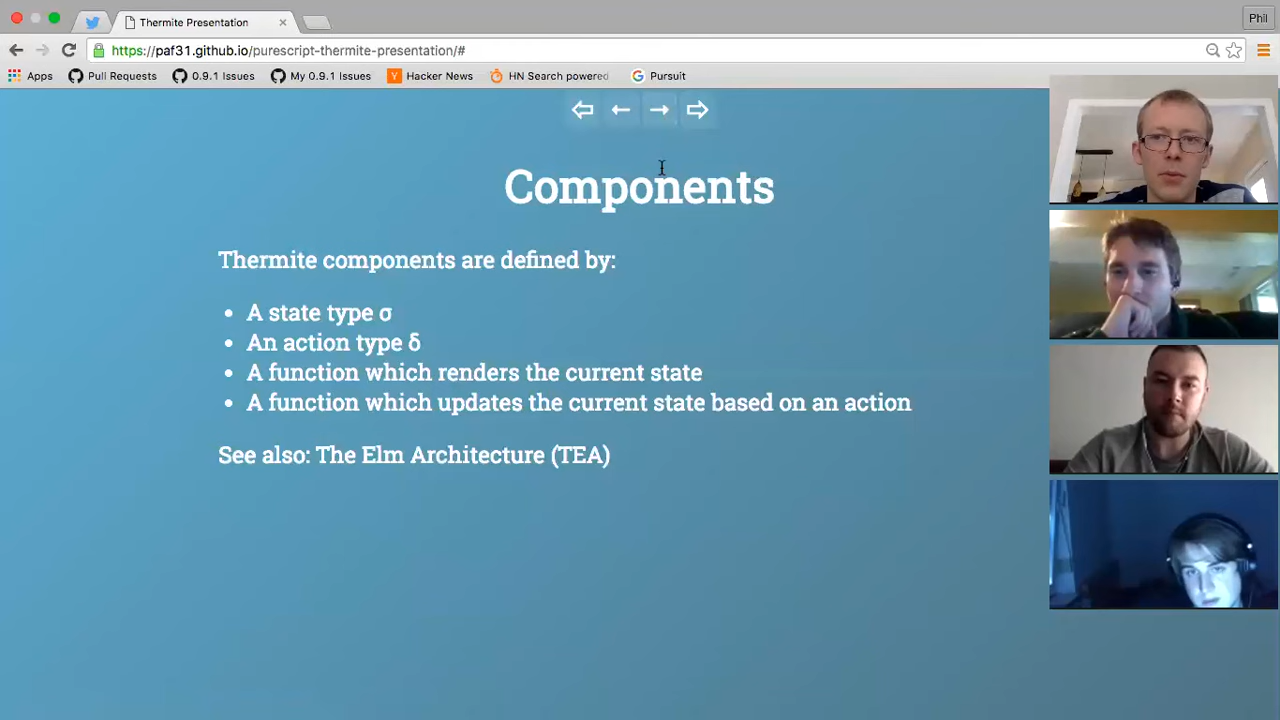 Thermite Presentation
Phil
https://paf31.github.io/purescript-thermite-presentation/#
Apps Pull Requests 0.9.1 Issues My 0.9.1 Issues Hacker News HN Search powered Pursuit
Components
Thermite components are defined by:
• A state type σ
• An action type δ
• A function which renders the current state
• A function which updates the current state based on an action
See also: The Elm Architecture (TEA)